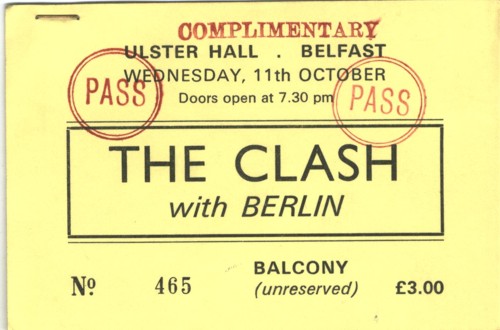 COMPLIMENTARY
ULSTER HALL . BELFAST
WEDNESDAY, 11th OCTOBER
Doors open at 7.30 pm
PASS
PASS
THE CLASH
with BERLIN
BALCONY
Nº 465 (unreserved) £3.00